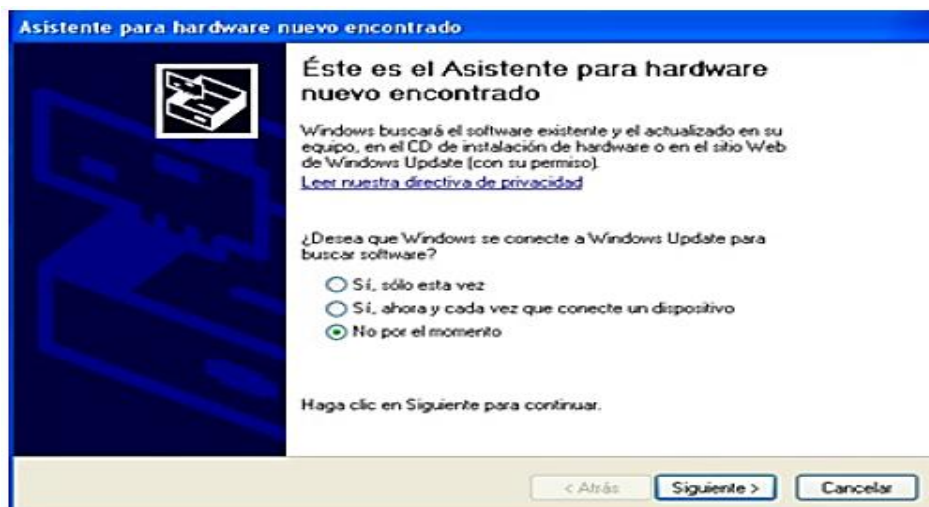 Asistente para hardware nuevo encontrado
Éste es el Asistente para hardware
nuevo encontrado
Windows buscará el software existente y el actualizado en su
equipo, en el CD de instalación de hardware o en el sitio Web
de Windows Update (con su permiso).
Leer nuestra directiva de privacidad
¿Desea que Windows se conecte a Windows Update para
buscar software?
Sí, sólo esta vez
Sí, ahora y cada vez que conecte un dispositivo
No por el momento
Haga clic en Siguiente para continuar.
< Atrás Siguiente > Cancelar